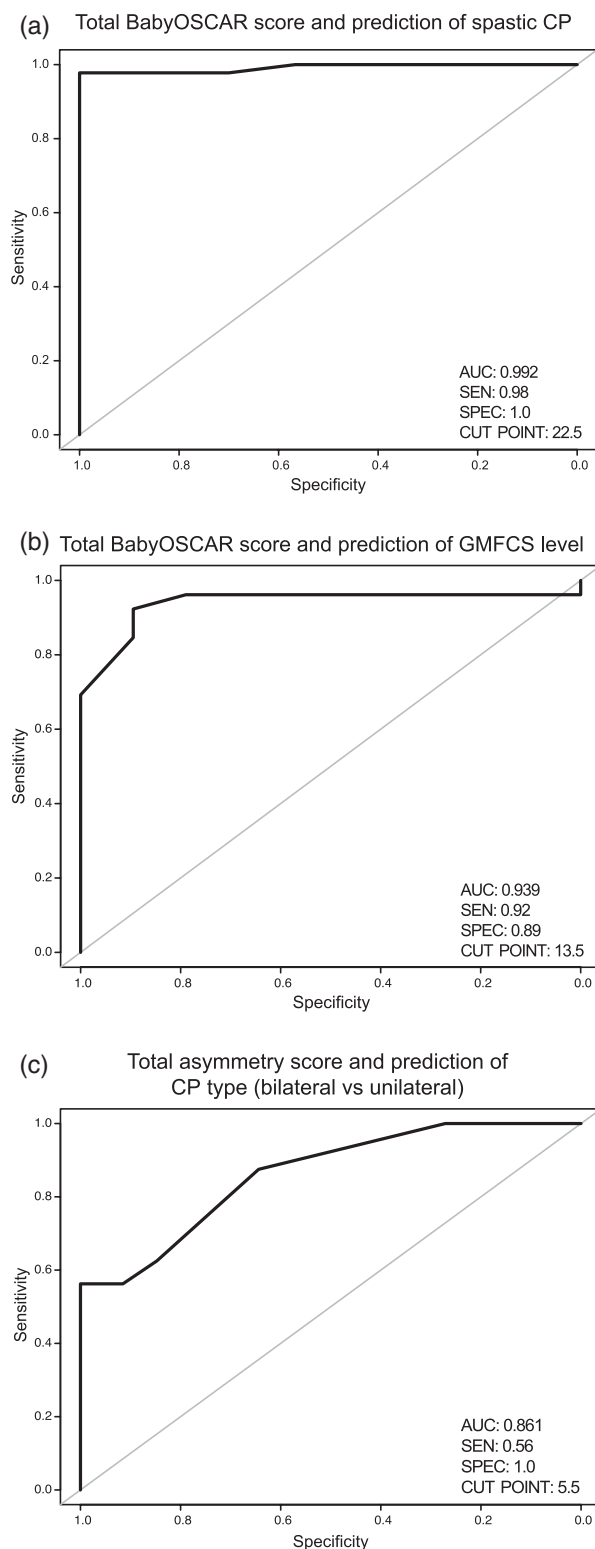 (a) Total BabyOSCAR score and prediction of spastic CP
1.0
0.8
0.6
0.4
0.2
0.0
Sensitivity
AUC: 0.992
SEN: 0.98
SPEC: 1.0
CUT POINT: 22.5
1.0 0.8 0.6 0.4 0.2 0.0
Specificity
(b) Total BabyOSCAR score and prediction of GMFCS level
1.0
0.8
0.6
0.4
0.2
0.0
Sensitivity
AUC: 0.939
SEN: 0.92
SPEC: 0.89
CUT POINT: 13.5
1.0 0.8 0.6 0.4 0.2 0.0
Specificity
(c) Total asymmetry score and prediction of
CP type (bilateral vs unilateral)
1.0
0.8
0.6
0.4
0.2
0.0
Sensitivity
AUC: 0.861
SEN: 0.56
SPEC: 1.0
CUT POINT: 5.5
1.0 0.8 0.6 0.4 0.2 0.0
Specificity